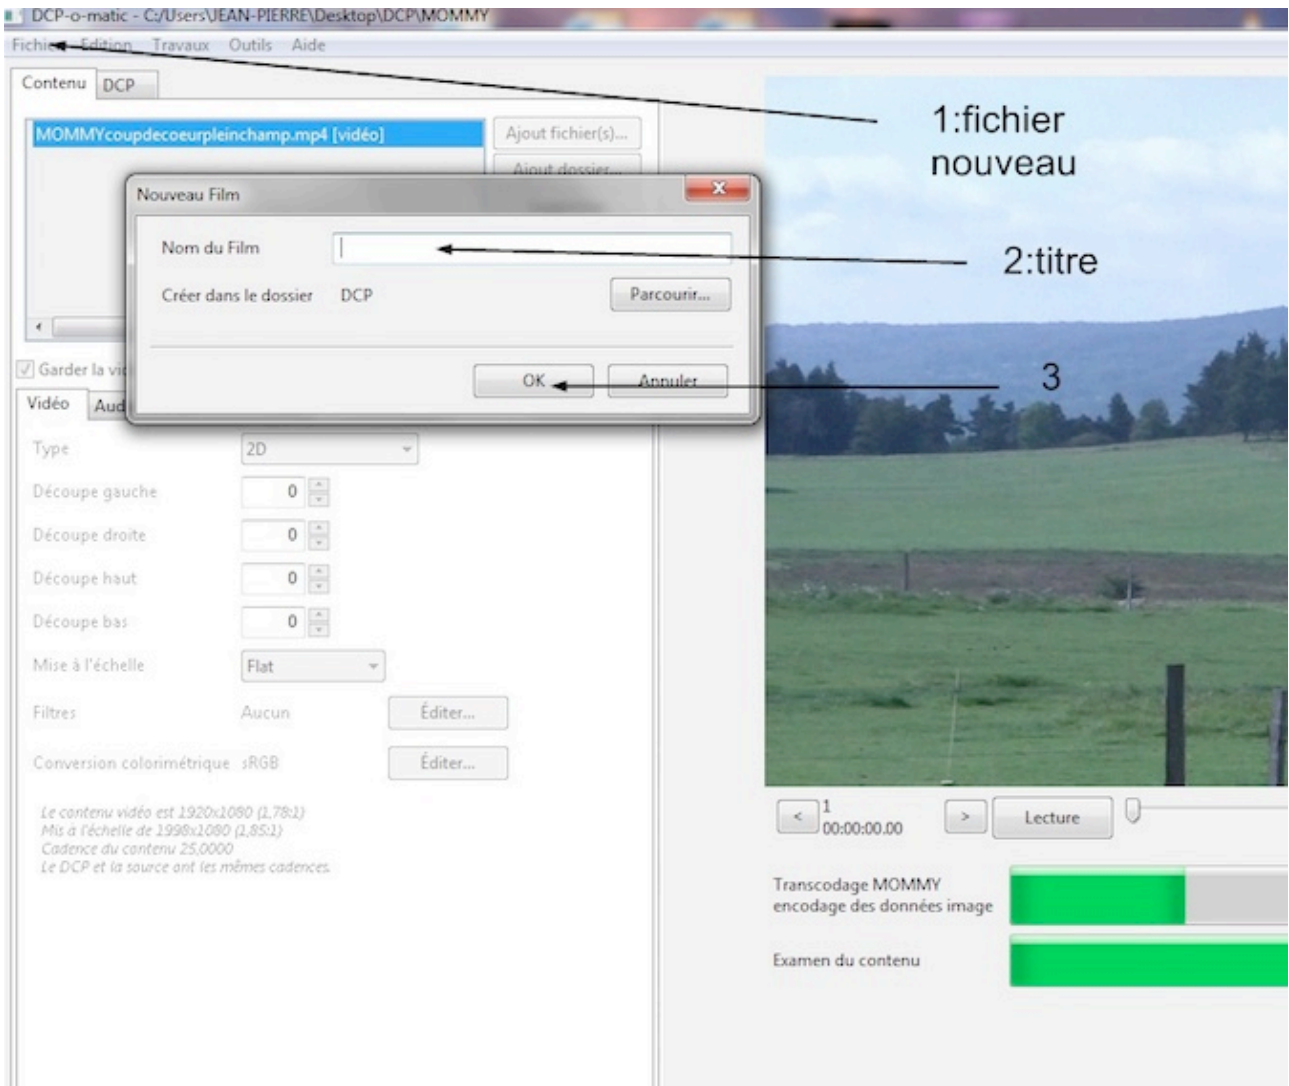 DCP-o-matic - C:/Users\JEAN-PIERRE\Desktop\DCP\MOMMY
Fichier Edition Travaux Outils Aide
Contenu DCP
1:fichier
nouveau
MOMMYcoupdecoeurpleinchamp.mp4 [vidéo]
Ajout fichier(s)...
Ajout dossier...
Nouveau Film
Nom du Film
2:titre
Créer dans le dossier DCP Parcourir...
OK Annuler
3
Garder la
Vidéo
Type 2D
Découpe gauche 0
Découpe droite 0
Découpe haut 0
Découpe bas 0
Mise à l'échelle Flat
Filtres Aucun Éditer...
Conversion colorimétrique sRGB Éditer...
Le contenu vidéo est 1920x1080 (1,78:1)
Mis à l'échelle de 1998x1080 (1,85:1)
Cadence du contenu 25,0000
Le DCP et la source ont les mêmes cadences.
< 1 > Lecture
00:00:00.00
Transcodage MOMMY
encodage des données image
Examen du contenu